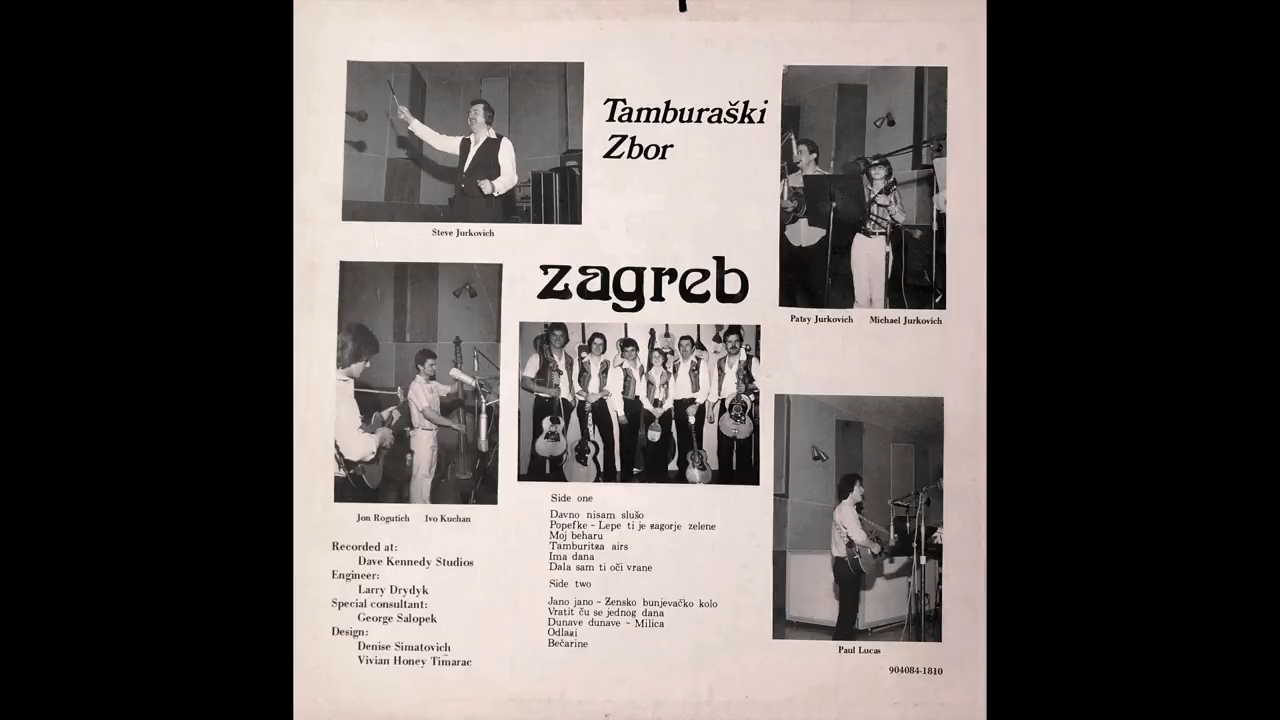 Tamburaški
Zbor
Steve Jurkovich
zagreb
Patsy Jurkovich Michael Jurkovich
Jon Rogutich Ivo Kuchan
Side one
Davno nisam slušo
Popefke - Lepe ti je zagorje zelene
Moj beharu
Tamburitza airs
Ima dana
Dala sam ti oči vrane
Side two
Jano jano - Zensko bunjevačko kolo
Vratit ču se jednog dana
Dunave dunave - Milica
Odlazi
Bečarine
Recorded at:
Dave Kennedy Studios
Engineer:
Larry Drydyk
Special consultant:
George Salopek
Design:
Denise Simatovich
Vivian Honey Timarac
Paul Lucas
904084-1810